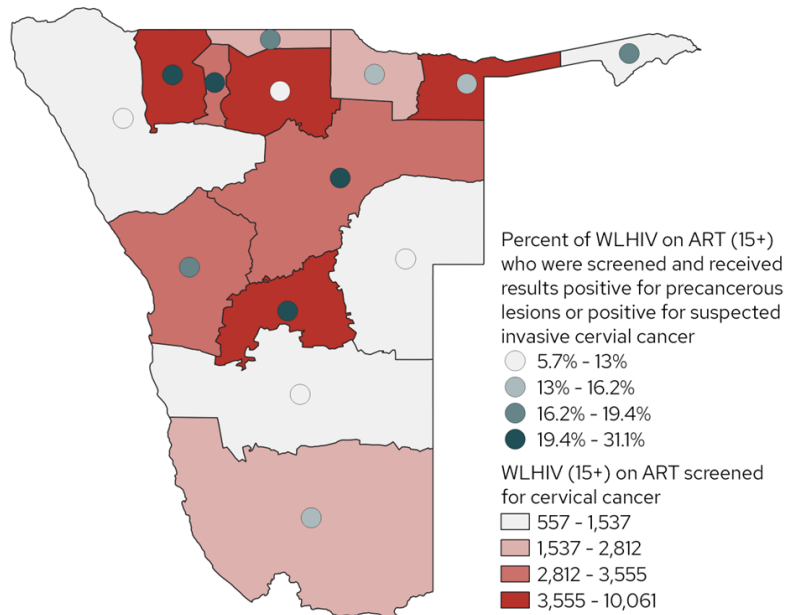 Percent of WLHIV on ART (15+)
who were screened and received
results positive for precancerous
lesions or positive for suspected
invasive cervial cancer
5.7% - 13%
13% - 16.2%
16.2% - 19.4%
19.4% - 31.1%
WLHIV (15+) on ART screened
for cervical cancer
557 - 1,537
1,537 - 2,812
2,812 - 3,555
3,555 - 10,061